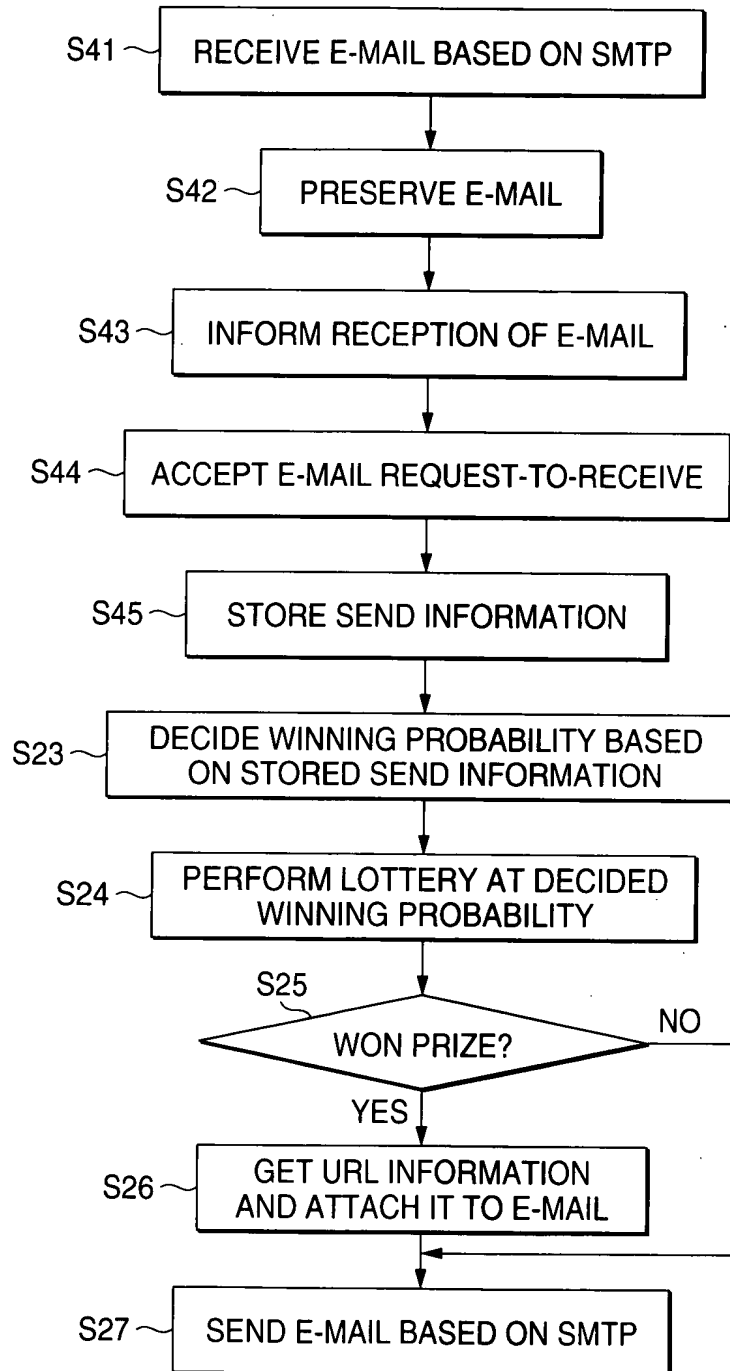 S41
RECEIVE E-MAIL BASED ON SMTP
S42
PRESERVE E-MAIL
S43
INFORM RECEPTION OF E-MAIL
S44
ACCEPT E-MAIL REQUEST-TO-RECEIVE
S45
STORE SEND INFORMATION
S23
DECIDE WINNING PROBABILITY BASED
ON STORED SEND INFORMATION
S24
PERFORM LOTTERY AT DECIDED
WINNING PROBABILITY
S25
WON PRIZE?
NO
YES
S26
GET URL INFORMATION
AND ATTACH IT TO E-MAIL
S27
SEND E-MAIL BASED ON SMTP